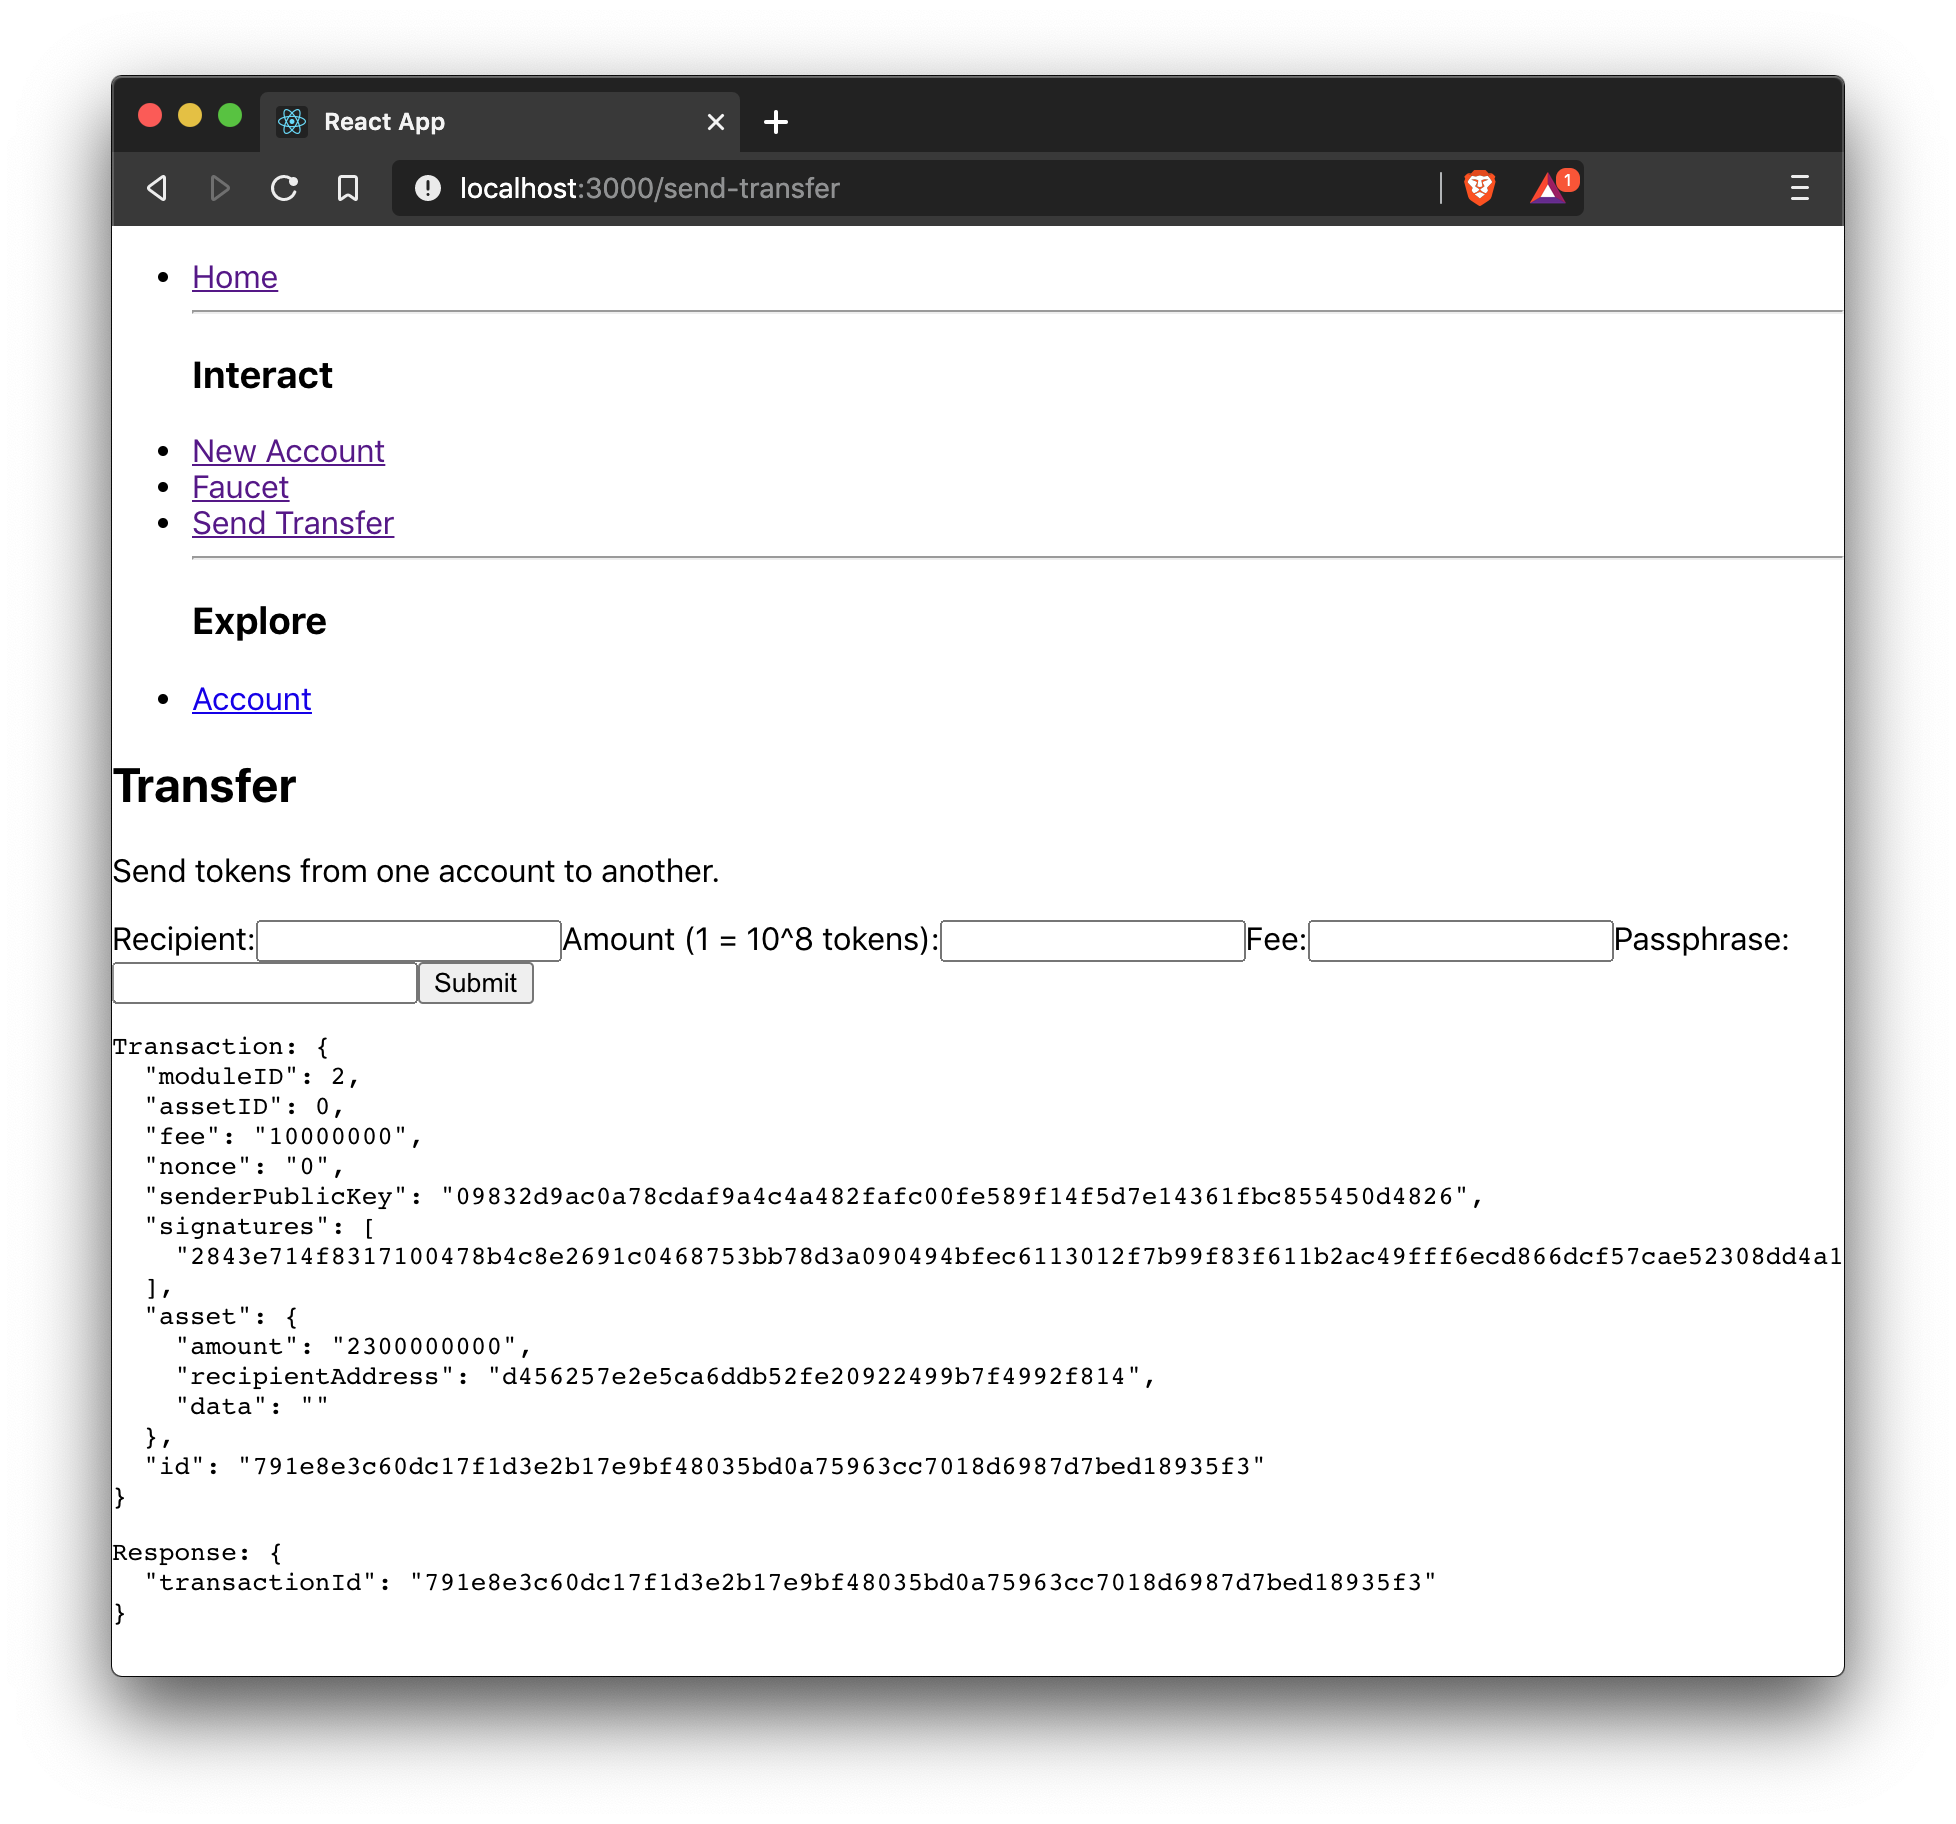 React App
localhost:3000/send-transfer
1
Home
Interact
New Account
Faucet
Send Transfer
Explore
Account
Transfer
Send tokens from one account to another.
Recipient: Amount (1 = 10^8 tokens): Fee: Passphrase:
Submit
Transaction: {
  "moduleID": 2,
  "assetID": 0,
  "fee": "10000000",
  "nonce": "0",
  "senderPublicKey": "09832d9ac0a78cdaf9a4c4a482fafc00fe589f14f5d7e14361fbc855450d4826",
  "signatures": [
    "2843e714f8317100478b4c8e2691c0468753bb78d3a090494bfec6113012f7b99f83f611b2ac49fff6ecd866dcf57cae52308dd4a1
  ],
  "asset": {
    "amount": "2300000000",
    "recipientAddress": "d456257e2e5ca6ddb52fe20922499b7f4992f814",
    "data": ""
  },
  "id": "791e8e3c60dc17f1d3e2b17e9bf48035bd0a75963cc7018d6987d7bed18935f3"
}
Response: {
  "transactionId": "791e8e3c60dc17f1d3e2b17e9bf48035bd0a75963cc7018d6987d7bed18935f3"
}